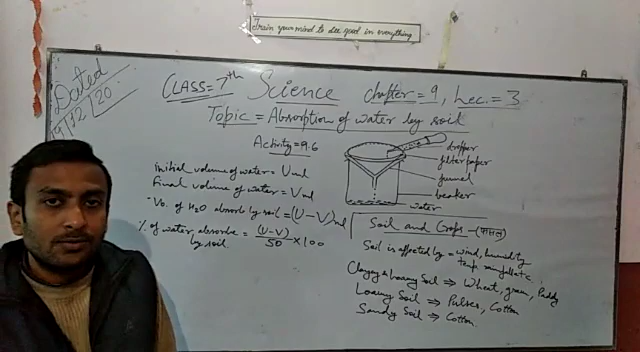 Train your mind to see good in everything
Dated
19/12/20
CLASS = 7th Science chapter = 9, Lec. = 3
Topic = Absorption of water by soil
Activity = 9.6
initial volume of water = U ml
Final volume of water = V ml
Vo. of H2O absorb by soil = (U - V) ml
% of water absorbe by soil = (U-V)/50 × 100
dropper
filter paper
funnel
beaker
water
Soil and Crops - (फसल)
Soil is affected by = wind, humidity
temp rainfall etc.
Clayey & loamy Soil ⇒ Wheat, gram, Paddy
Loamy Soil ⇒ Pulses, Cotton
Sandy Soil ⇒ Cotton.